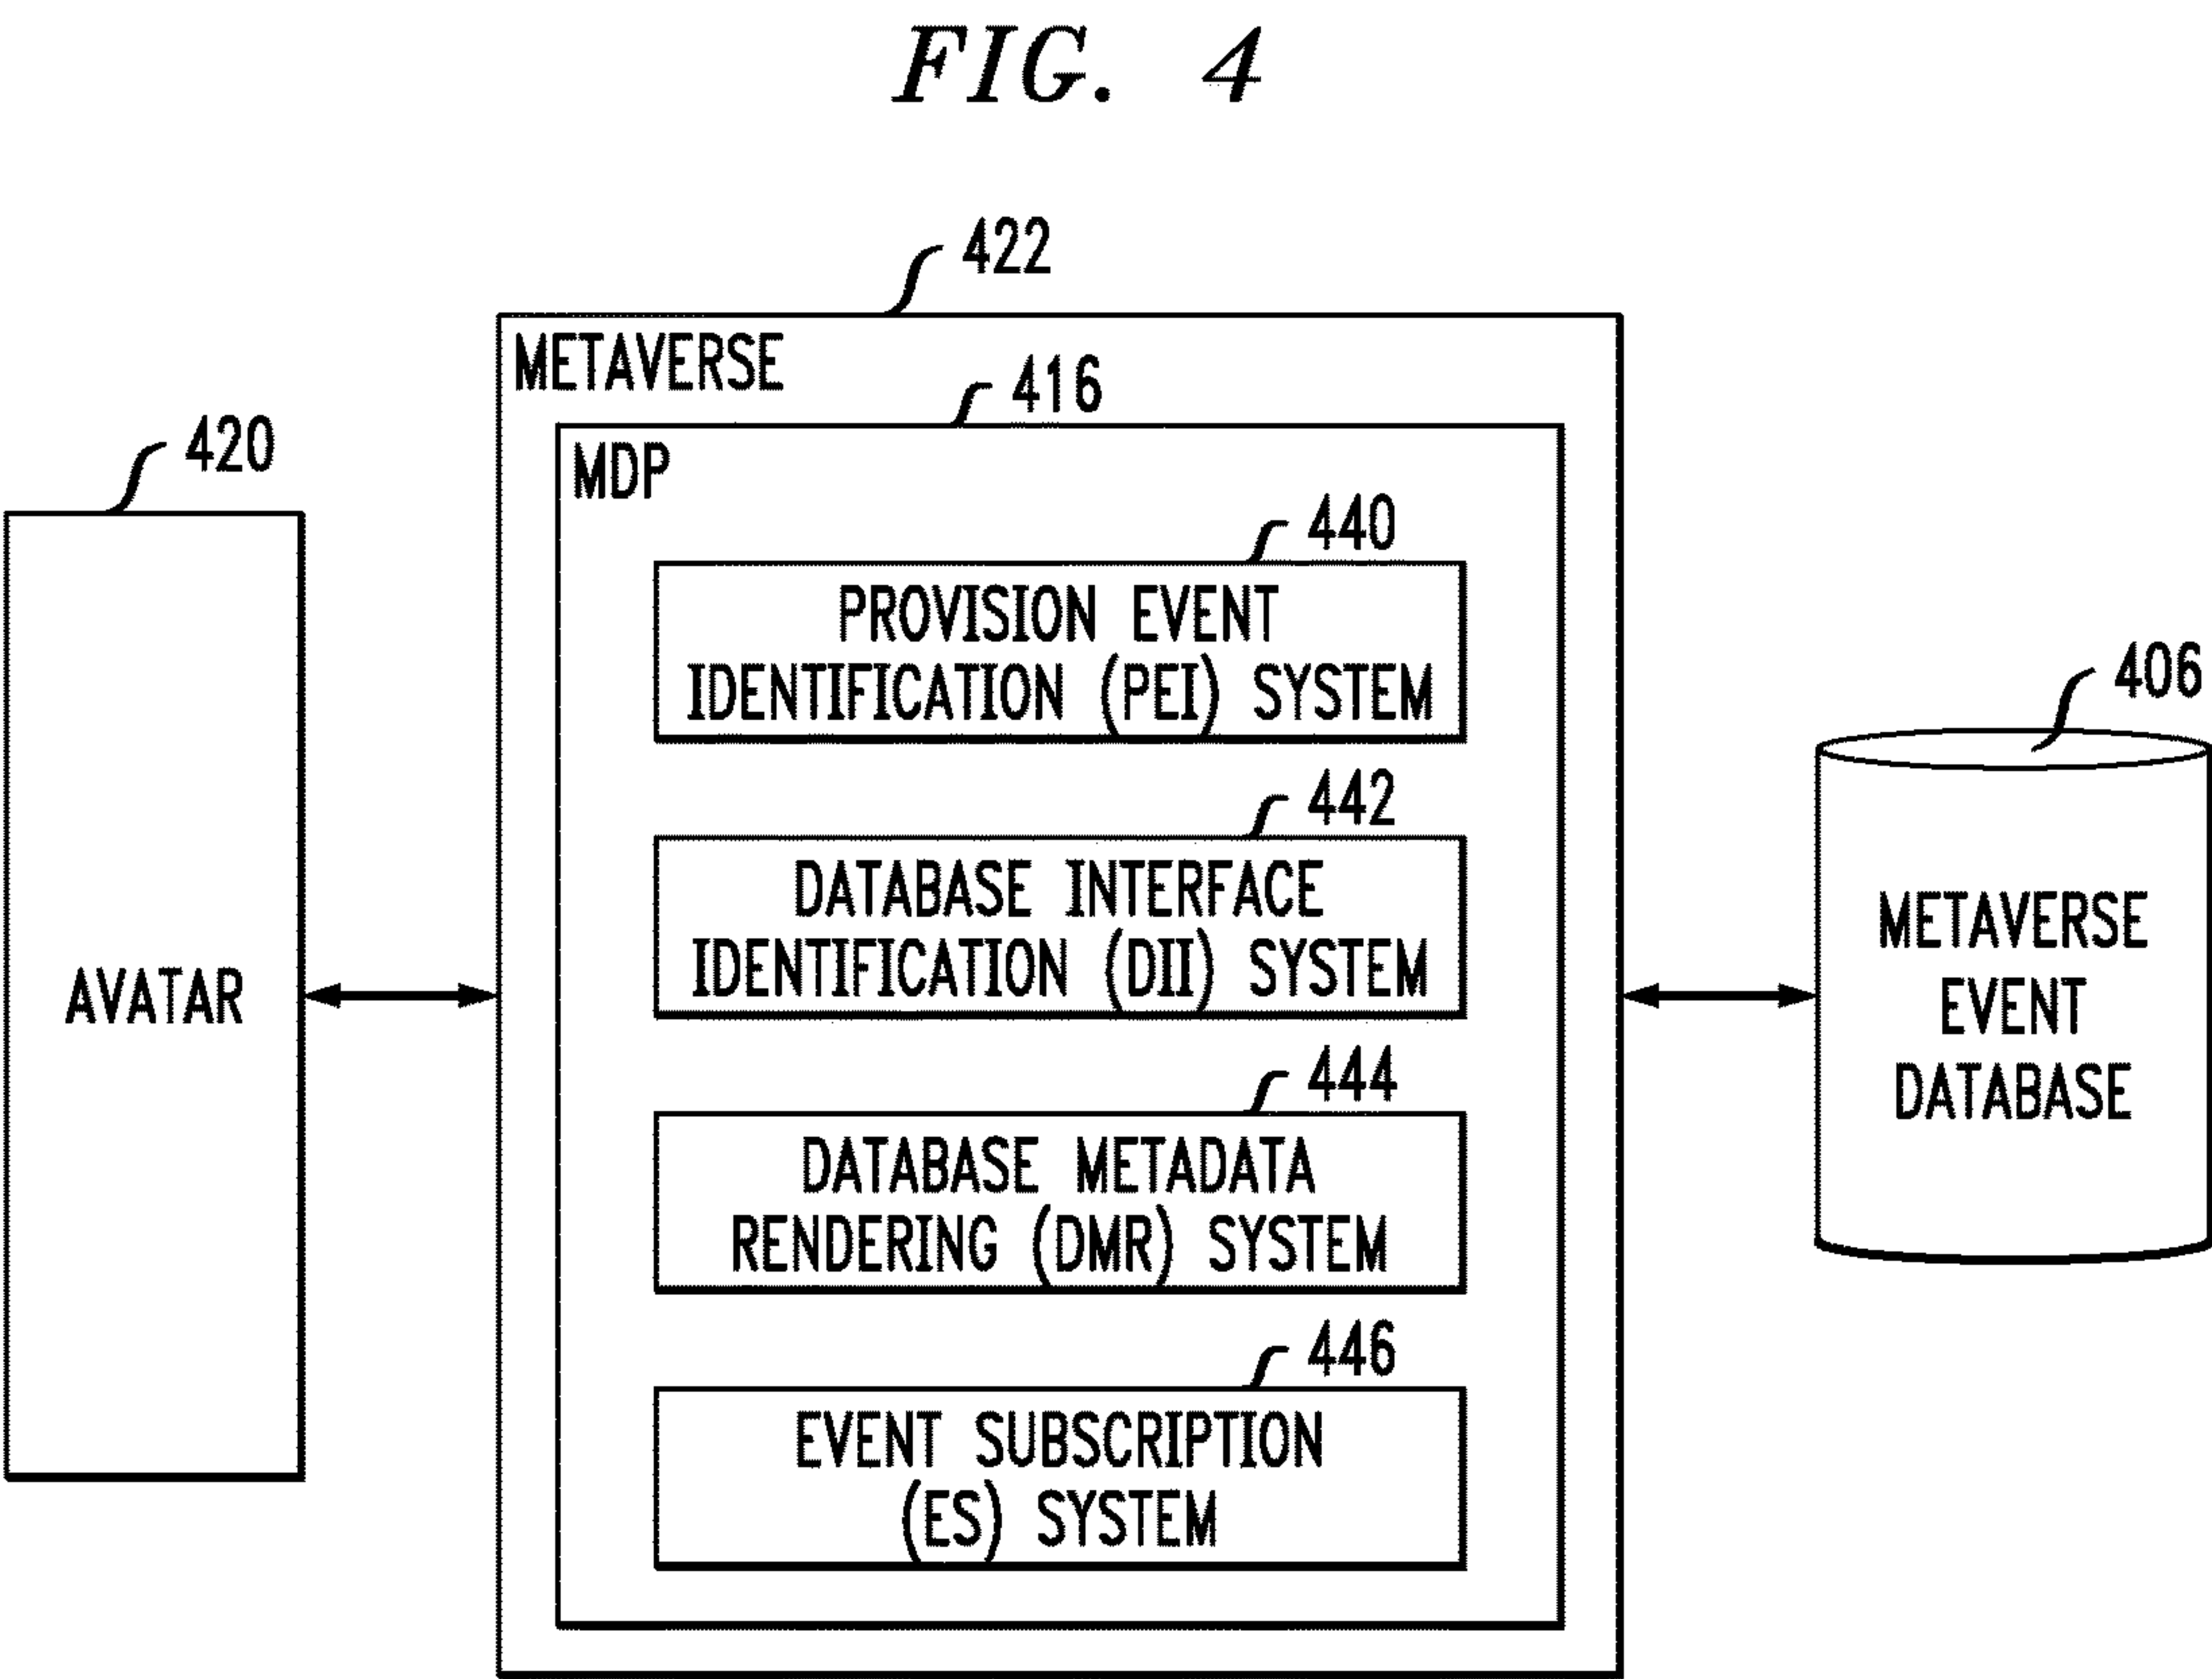 FIG. 4
422
METAVERSE
416
MDP
420
AVATAR
440
PROVISION EVENT
IDENTIFICATION (PEI) SYSTEM
442
DATABASE INTERFACE
IDENTIFICATION (DII) SYSTEM
444
DATABASE METADATA
RENDERING (DMR) SYSTEM
446
EVENT SUBSCRIPTION
(ES) SYSTEM
406
METAVERSE
EVENT
DATABASE